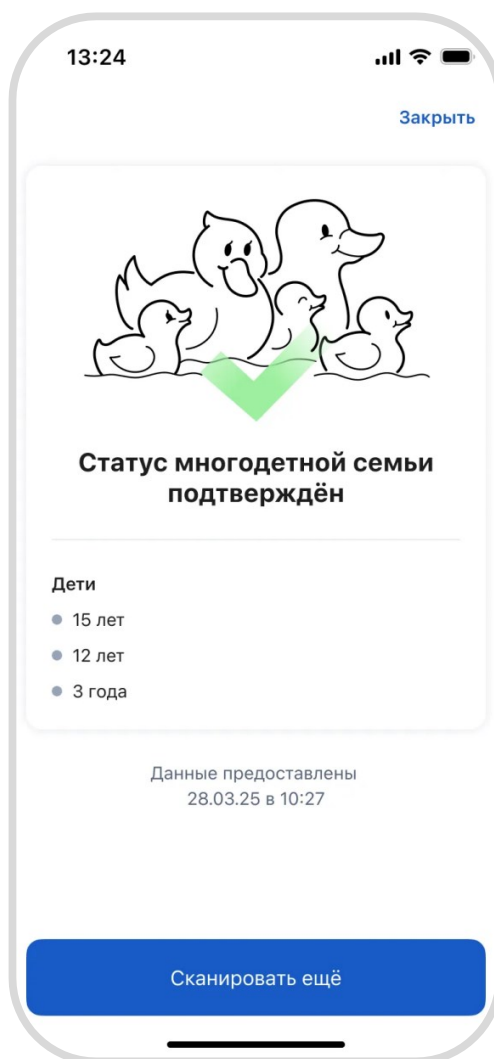 13:24
Закрыть
Статус многодетной семьи
подтверждён
Дети
15 лет
12 лет
3 года
Данные предоставлены
28.03.25 в 10:27
Сканировать ещё